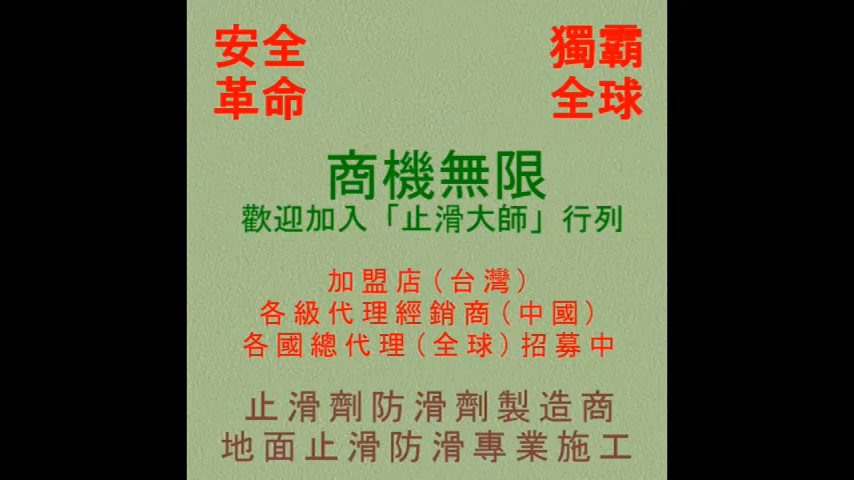 安全
革命
獨霸
全球
商機無限
歡迎加入「止滑大師」行列
加盟店(台灣)
各級代理經銷商(中國)
各國總代理(全球)招募中
止滑劑防滑劑製造商
地面止滑防滑專業施工